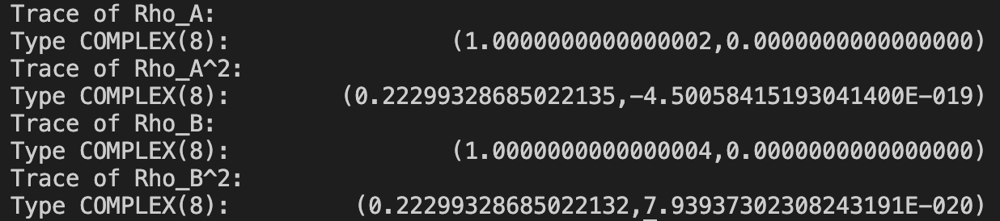 Trace of Rho_A:
Type COMPLEX(8): (1.0000000000000002,0.0000000000000000)
Trace of Rho_A^2:
Type COMPLEX(8): (0.22299328685022135,-4.50058415193041400E-019)
Trace of Rho_B:
Type COMPLEX(8): (1.0000000000000004,0.0000000000000000)
Trace of Rho_B^2:
Type COMPLEX(8): (0.22299328685022132,7.93937302308243191E-020)